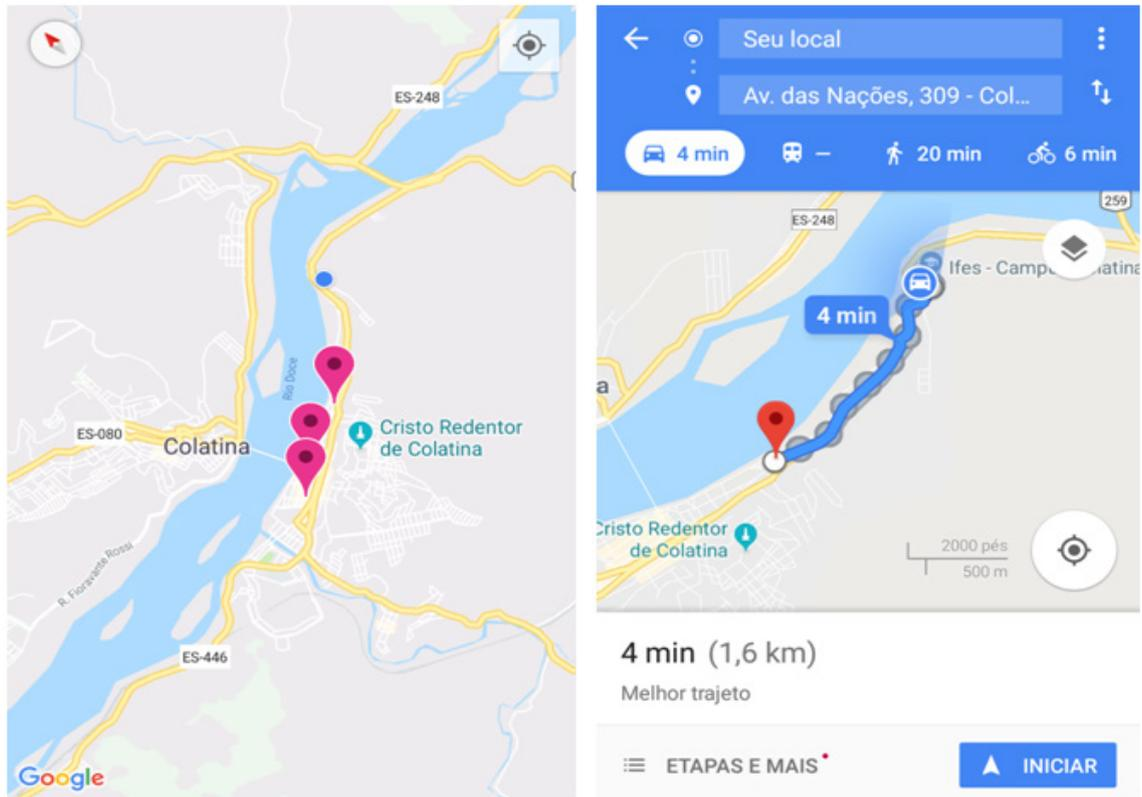 ES-248
Rio Doce
Cristo Redentor
de Colatina
ES-080
Colatina
R. Fioravante Rossi
ES-446
Google
Seu local
Av. das Nações, 309 - Col...
4 min
–
20 min
6 min
259
ES-248
Ifes - Campu
latina
4 min
a
Cristo Redentor
de Colatina
2000 pés
500 m
4 min (1,6 km)
Melhor trajeto
ETAPAS E MAIS
INICIAR